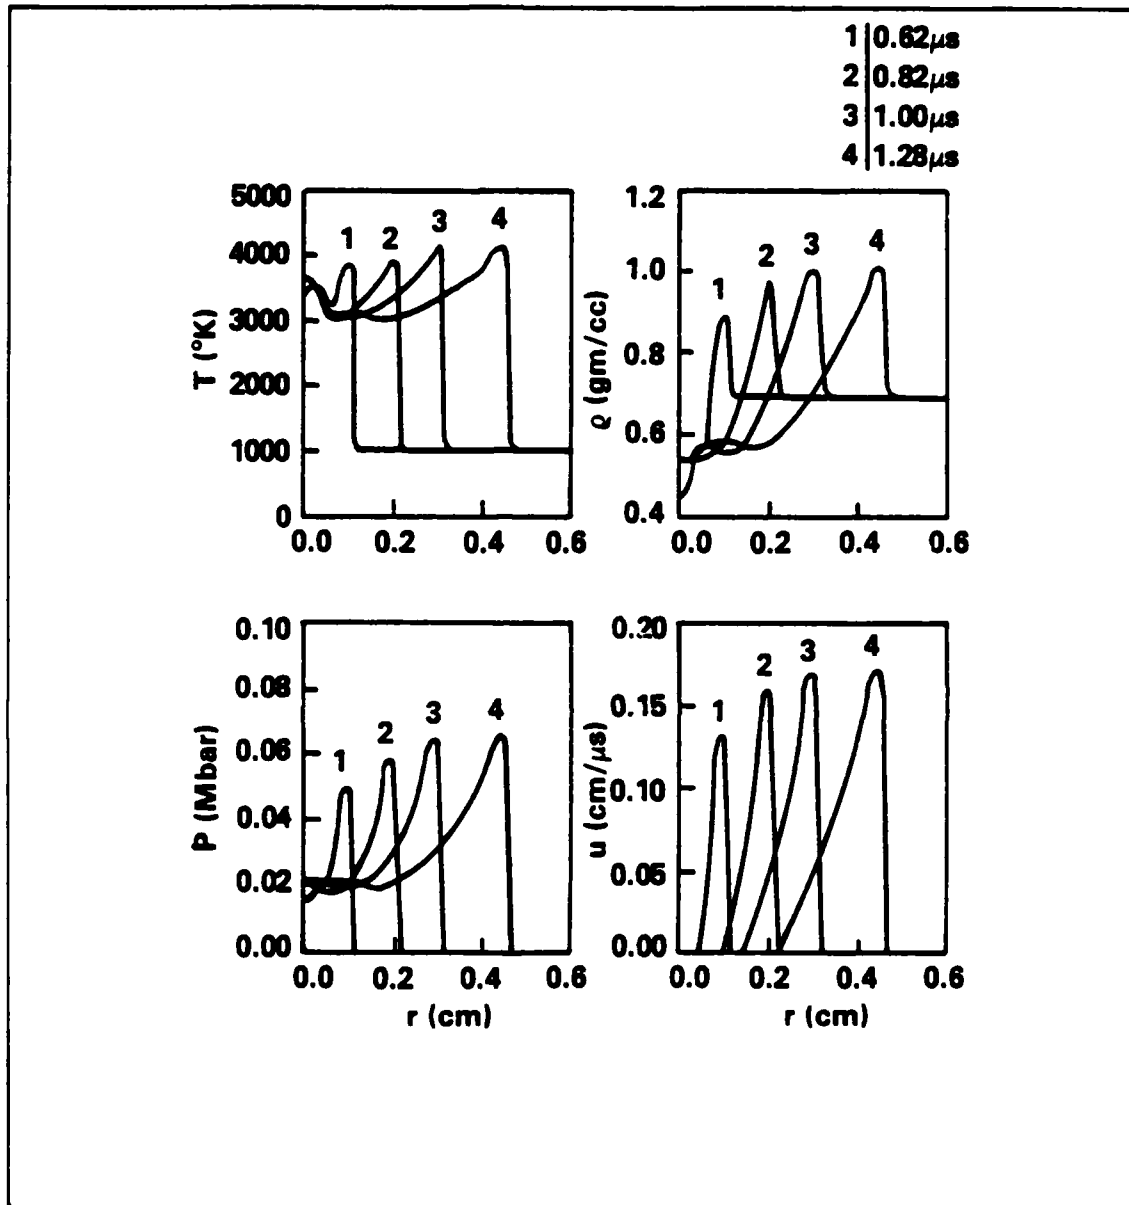 1 0.62μs
2 0.82μs
3 1.00μs
4 1.28μs
5000
4000
3000
2000
1000
0
T (°K)
1 2 3 4
0.0 0.2 0.4 0.6
1.2
1.0
0.8
0.6
0.4
ϱ (gm/cc)
1 2 3 4
0.0 0.2 0.4 0.6
0.10
0.08
0.06
0.04
0.02
0.00
P (Mbar)
1 2 3 4
0.0 0.2 0.4 0.6
r (cm)
0.20
0.15
0.10
0.05
0.00
u (cm/μs)
1 2 3 4
0.0 0.2 0.4 0.6
r (cm)